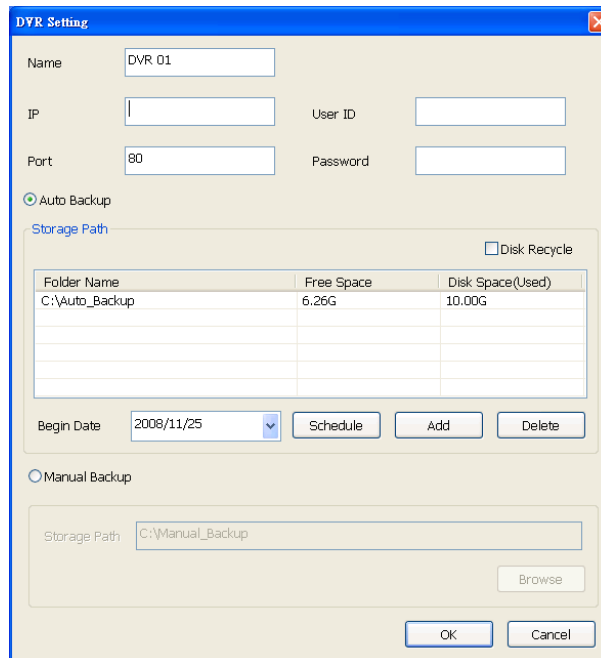 DVR Setting
Name DVR 01
IP User ID
Port 80 Password
Auto Backup
Storage Path
Disk Recycle
Folder Name Free Space Disk Space(Used)
C:\Auto_Backup 6.26G 10.00G
Begin Date 2008/11/25 Schedule Add Delete
Manual Backup
Storage Path C:\Manual_Backup
Browse
OK Cancel